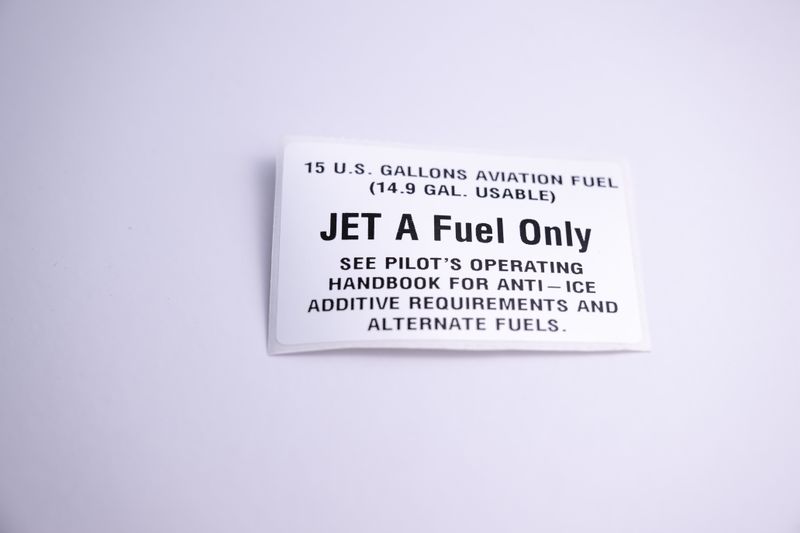 15 U.S. GALLONS AVIATION FUEL
(14.9 GAL. USABLE)
JET A Fuel Only
SEE PILOT'S OPERATING
HANDBOOK FOR ANTI—ICE
ADDITIVE REQUIREMENTS AND
ALTERNATE FUELS.